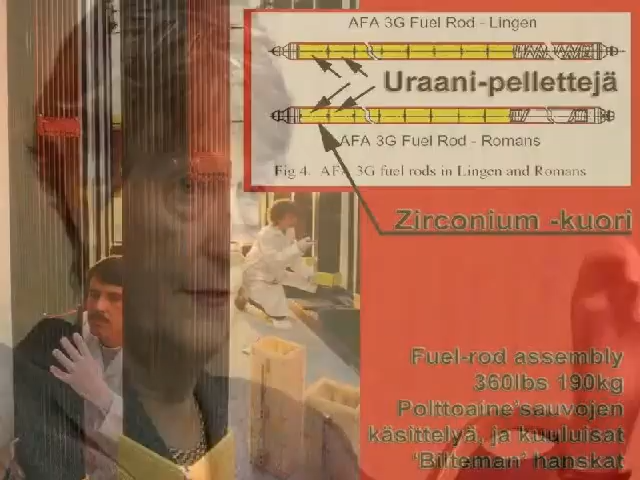 AFA 3G Fuel Rod - Lingen
Uraani-pellettejä
AFA 3G Fuel Rod - Romans
Fig 4. AFA 3G fuel rods in Lingen and Romans
Zirconium -kuori
Fuel-rod assembly
360lbs 190kg
Polttoaine'sauvojen
käsittelyä, ja kuuluisat
'Bilteman' hanskat